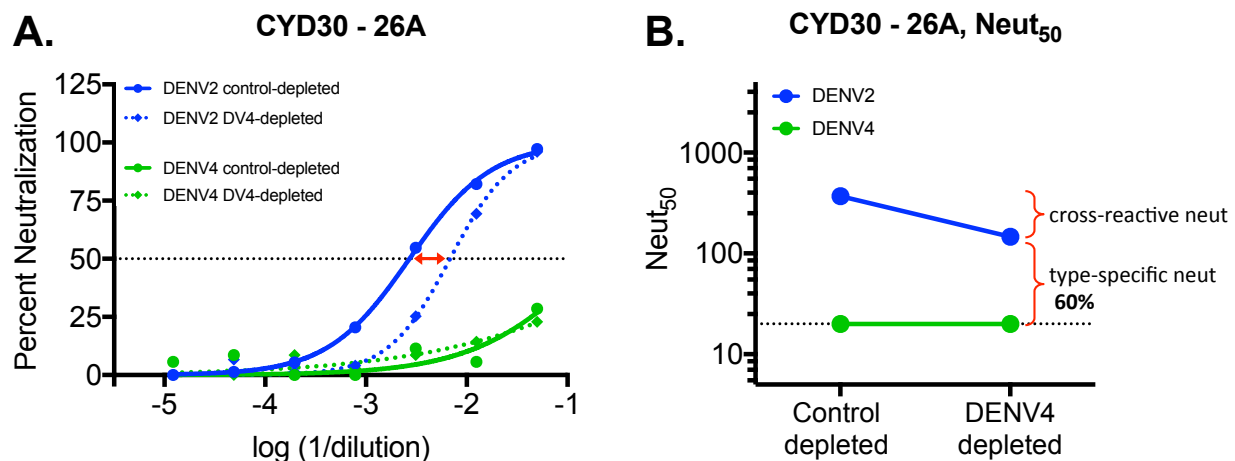 A.
CYD30 - 26A
DENV2 control-depleted
DENV2 DV4-depleted
DENV4 control-depleted
DENV4 DV4-depleted
Percent Neutralization
125
100
75
50
25
0
-5
-4
-3
-2
-1
log (1/dilution)
B.
CYD30 - 26A, Neut50
DENV2
DENV4
Neut50
1000
100
10
cross-reactive neut
type-specific neut
60%
Control
depleted
DENV4
depleted